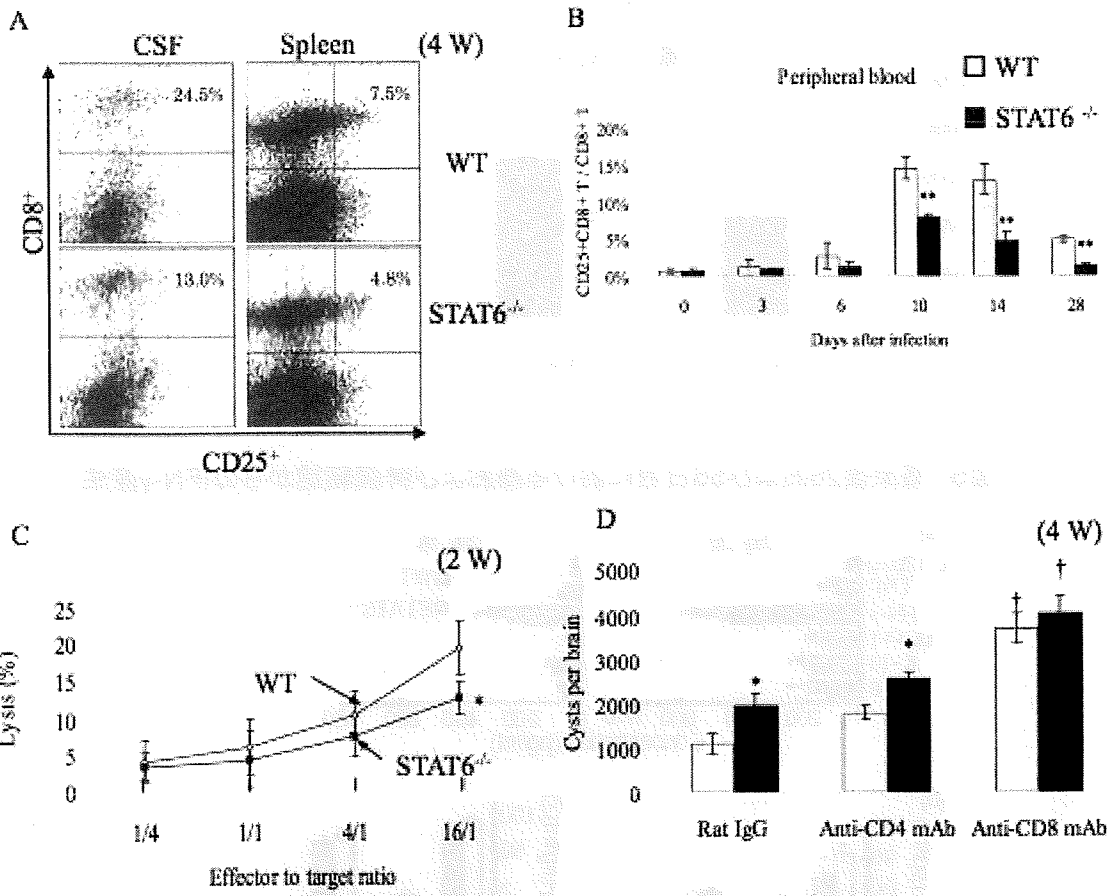 A
CSF Spleen (4 W)
24.5% 7.5%
WT
CD8+
13.0% 4.8%
STAT6-/-
CD25+
B
Peripheral blood
WT
STAT6 -/-
CD25+CD8+ T / CD8+ T
20%
15%
10%
5%
0%
** ** **
0 3 6 10 14 28
Days after infection
C
(2 W)
Lysis (%)
25
20
15
10
5
0
WT
*
STAT6-/-
1/4 1/1 4/1 16/1
Effector to target ratio
D
(4 W)
Cysts per brain
5000
4000
3000
2000
1000
0
* * † †
Rat IgG Anti-CD4 mAb Anti-CD8 mAb